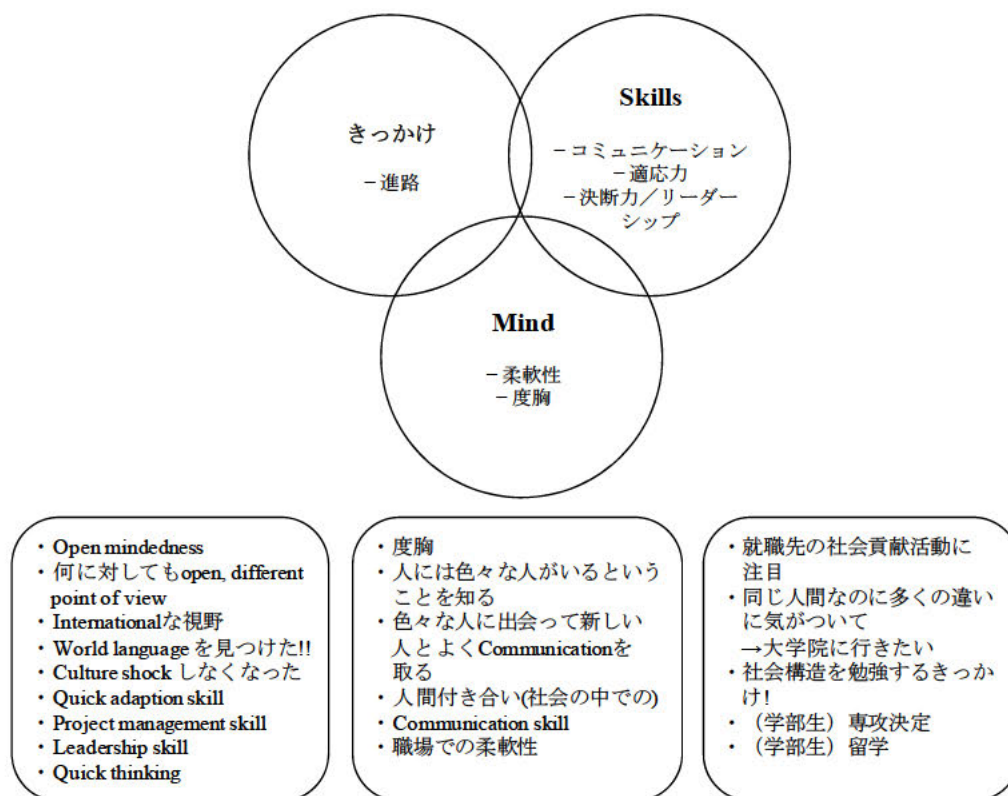 きっかけ
－進路
Skills
－コミュニケーション
－適応力
－決断力／リーダー
シップ
Mind
－柔軟性
－度胸
・Open mindedness
・何に対してもopen, different
point of view
・Internationalな視野
・World language を見つけた!!
・Culture shock しなくなった
・Quick adaption skill
・Project management skill
・Leadership skill
・Quick thinking
・度胸
・人には色々な人がいるという
ことを知る
・色々な人に出会って新しい
人とよくCommunicationを
取る
・人間付き合い(社会の中での)
・Communication skill
・職場での柔軟性
・就職先の社会貢献活動に
注目
・同じ人間なのに多くの違い
に気がついて
→大学院に行きたい
・社会構造を勉強するきっか
け!
・（学部生）専攻決定
・（学部生）留学